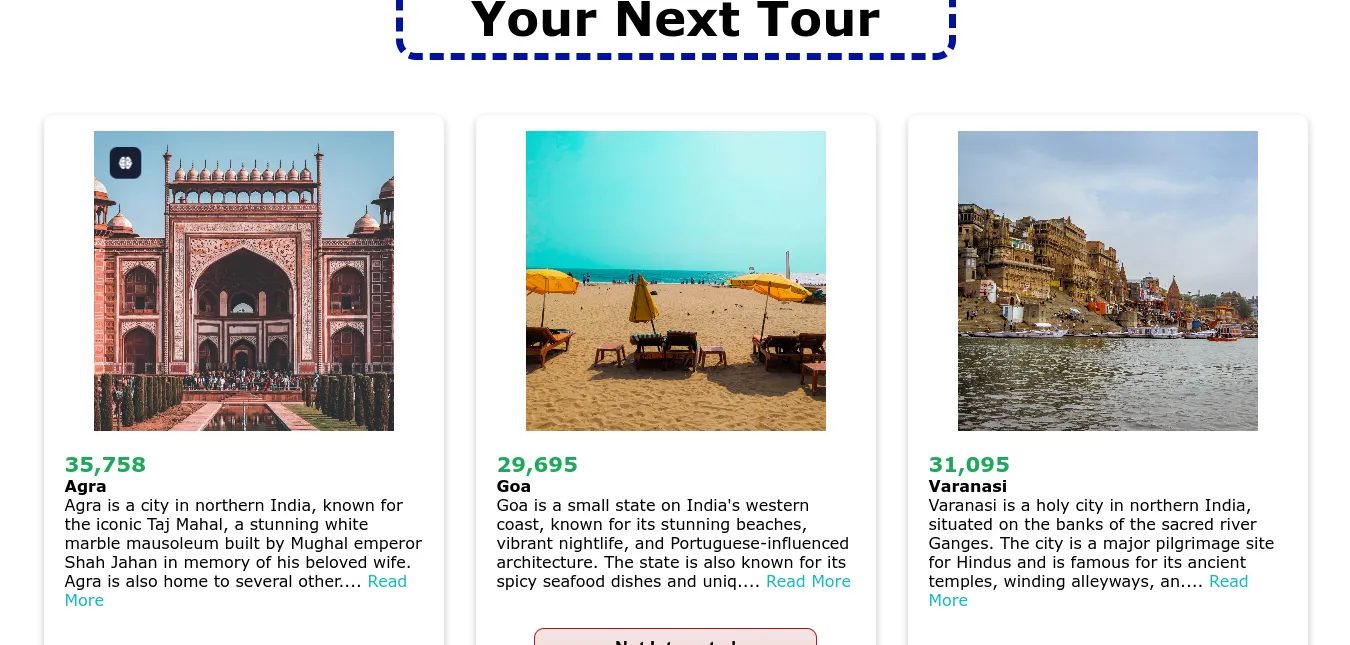 Your Next Tour
35,758
Agra
Agra is a city in northern India, known for
the iconic Taj Mahal, a stunning white
marble mausoleum built by Mughal emperor
Shah Jahan in memory of his beloved wife.
Agra is also home to several other.... Read
More
29,695
Goa
Goa is a small state on India's western
coast, known for its stunning beaches,
vibrant nightlife, and Portuguese-influenced
architecture. The state is also known for its
spicy seafood dishes and uniq.... Read More
31,095
Varanasi
Varanasi is a holy city in northern India,
situated on the banks of the sacred river
Ganges. The city is a major pilgrimage site
for Hindus and is famous for its ancient
temples, winding alleyways, an.... Read
More